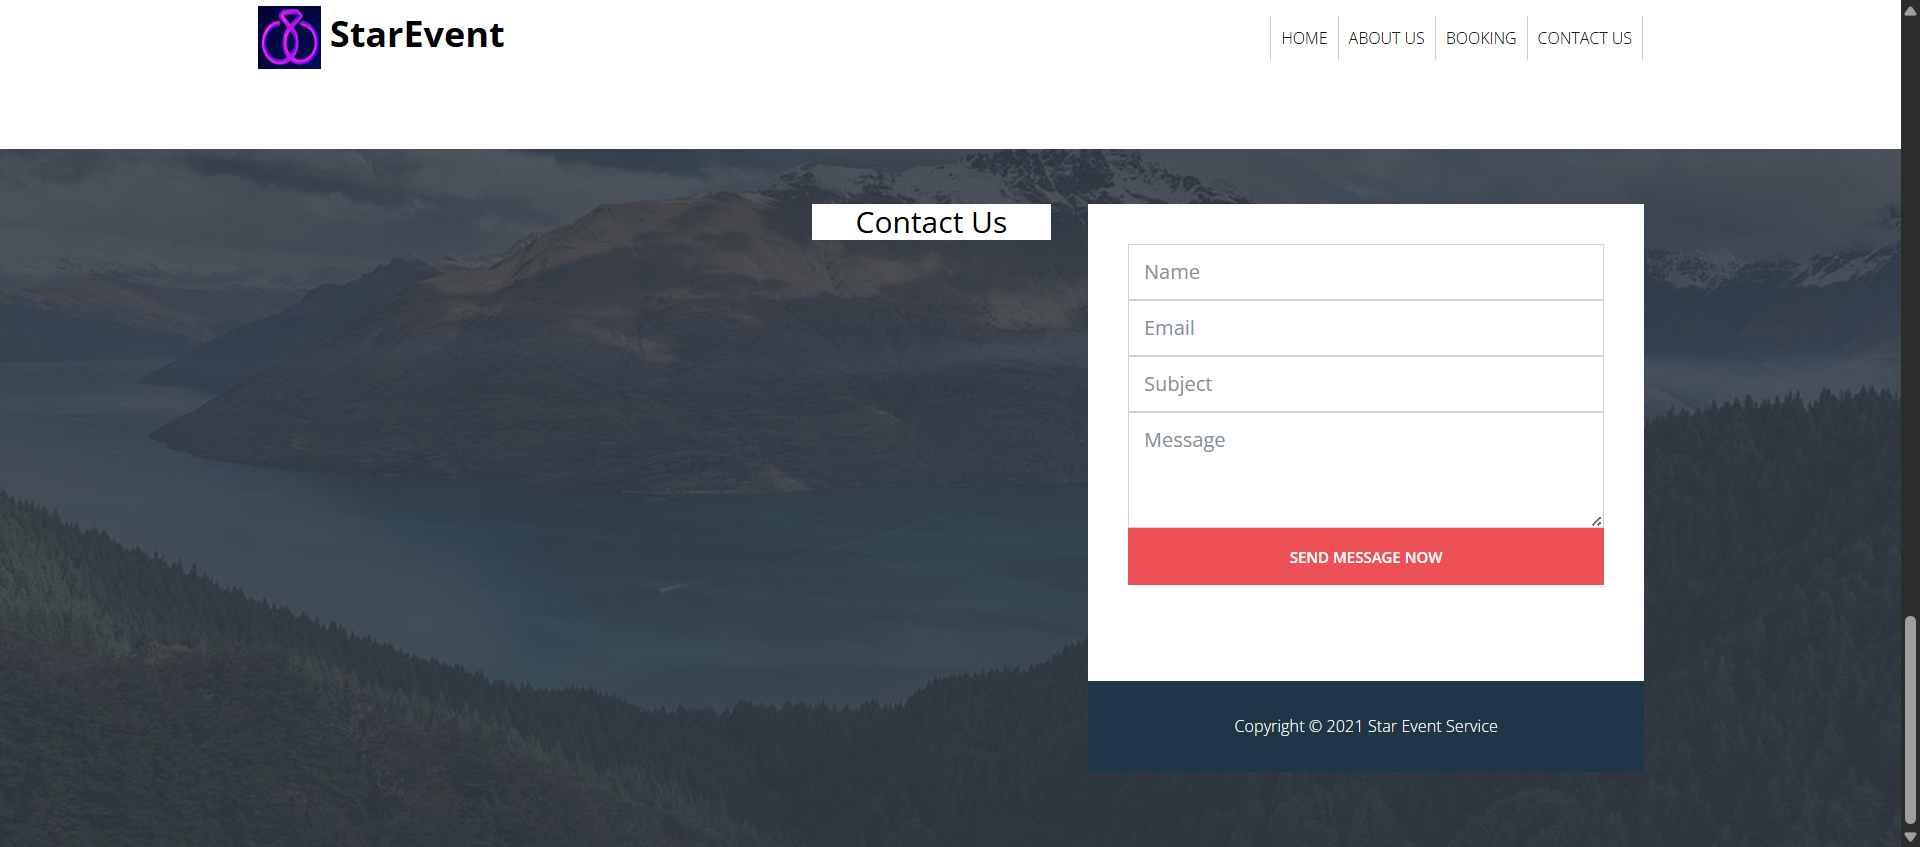 StarEvent
HOME
ABOUT US
BOOKING
CONTACT US
Contact Us
Name
Email
Subject
Message
SEND MESSAGE NOW
Copyright © 2021 Star Event Service